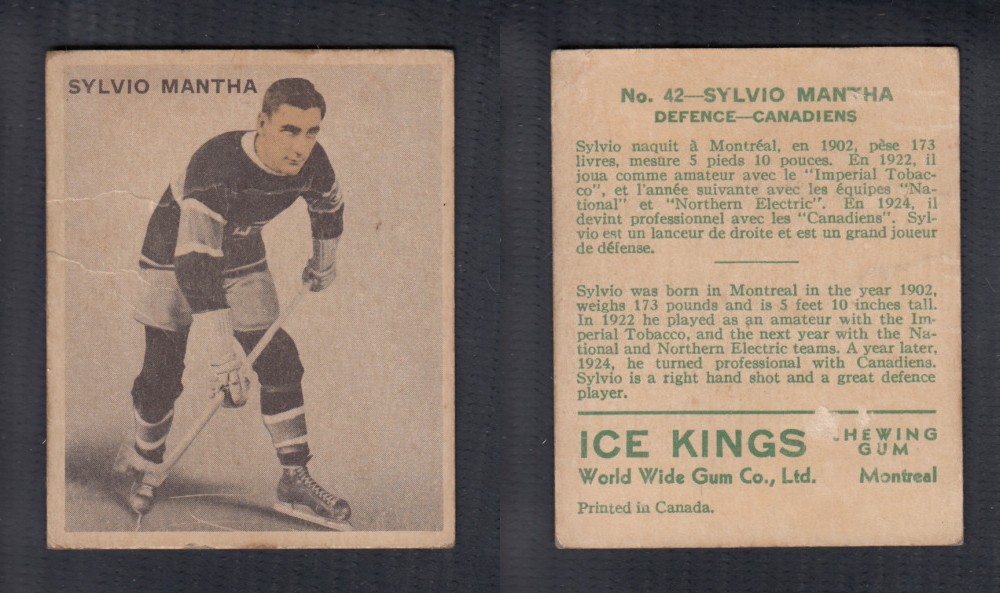 SYLVIO MANTHA
No. 42—SYLVIO MANTHA
DEFENCE—CANADIENS
Sylvio naquit à Montréal, en 1902, pèse 173
livres, mesure 5 pieds 10 pouces. En 1922, il
joua comme amateur avec le "Imperial Tobac-
co", et l'année suivante avec les équipes "Na-
tional" et "Northern Electric". En 1924, il
devint professionnel avec les "Canadiens". Syl-
vio est un lanceur de droite et est un grand joueur
de défense.
Sylvio was born in Montreal in the year 1902,
weighs 173 pounds and is 5 feet 10 inches tall.
In 1922 he played as an amateur with the Im-
perial Tobacco, and the next year with the Na-
tional and Northern Electric teams. A year later,
1924, he turned professional with Canadiens.
Sylvio is a right hand shot and a great defence
player.
ICE KINGS CHEWING
GUM
World Wide Gum Co., Ltd. Montreal
Printed in Canada.